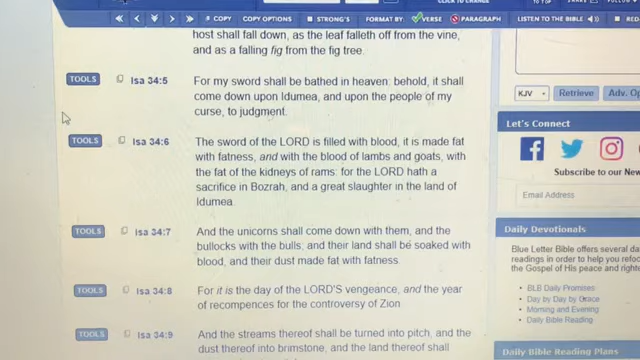 CLICK TO CHANGE
COPY COPY OPTIONS STRONG'S FORMAT BY VERSE PARAGRAPH LISTEN TO THE BIBLE RED
host shall fall down, as the leaf falleth off from the vine,
and as a falling fig from the fig tree.
TOOLS Isa 34:5 For my sword shall be bathed in heaven: behold, it shall
come down upon Idumea, and upon the people of my
curse, to judgment.
TOOLS Isa 34:6 The sword of the LORD is filled with blood, it is made fat
with fatness, and with the blood of lambs and goats, with
the fat of the kidneys of rams: for the LORD hath a
sacrifice in Bozrah, and a great slaughter in the land of
Idumea.
TOOLS Isa 34:7 And the unicorns shall come down with them, and the
bullocks with the bulls; and their land shall be soaked with
blood, and their dust made fat with fatness.
TOOLS Isa 34:8 For it is the day of the LORD'S vengeance, and the year
of recompences for the controversy of Zion.
TOOLS Isa 34:9 And the streams thereof shall be turned into pitch, and the
dust thereof into brimstone, and the land thereof shall
KJV Retrieve Adv. Op
Let's Connect
Subscribe to our New
Email Address
Daily Devotionals
Blue Letter Bible offers several da
readings in order to help you refoc
the Gospel of His peace and righte
BLB Daily Promises
Day by Day by Grace
Morning and Evening
Daily Bible Reading
Daily Bible Reading Plans